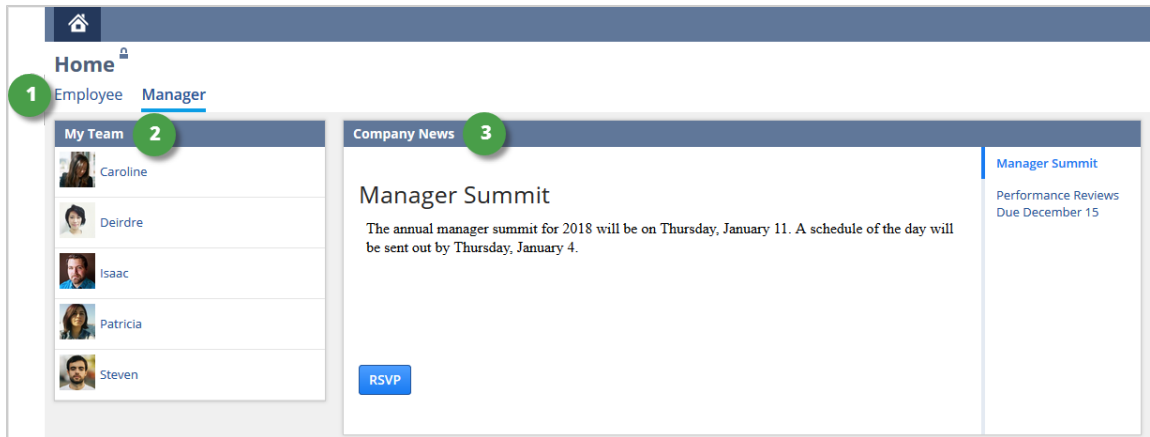 Home
1
Employee Manager
My Team 2
Caroline
Deirdre
Isaac
Patricia
Steven
Company News 3
Manager Summit
The annual manager summit for 2018 will be on Thursday, January 11. A schedule of the day will
be sent out by Thursday, January 4.
RSVP
Manager Summit
Performance Reviews
Due December 15